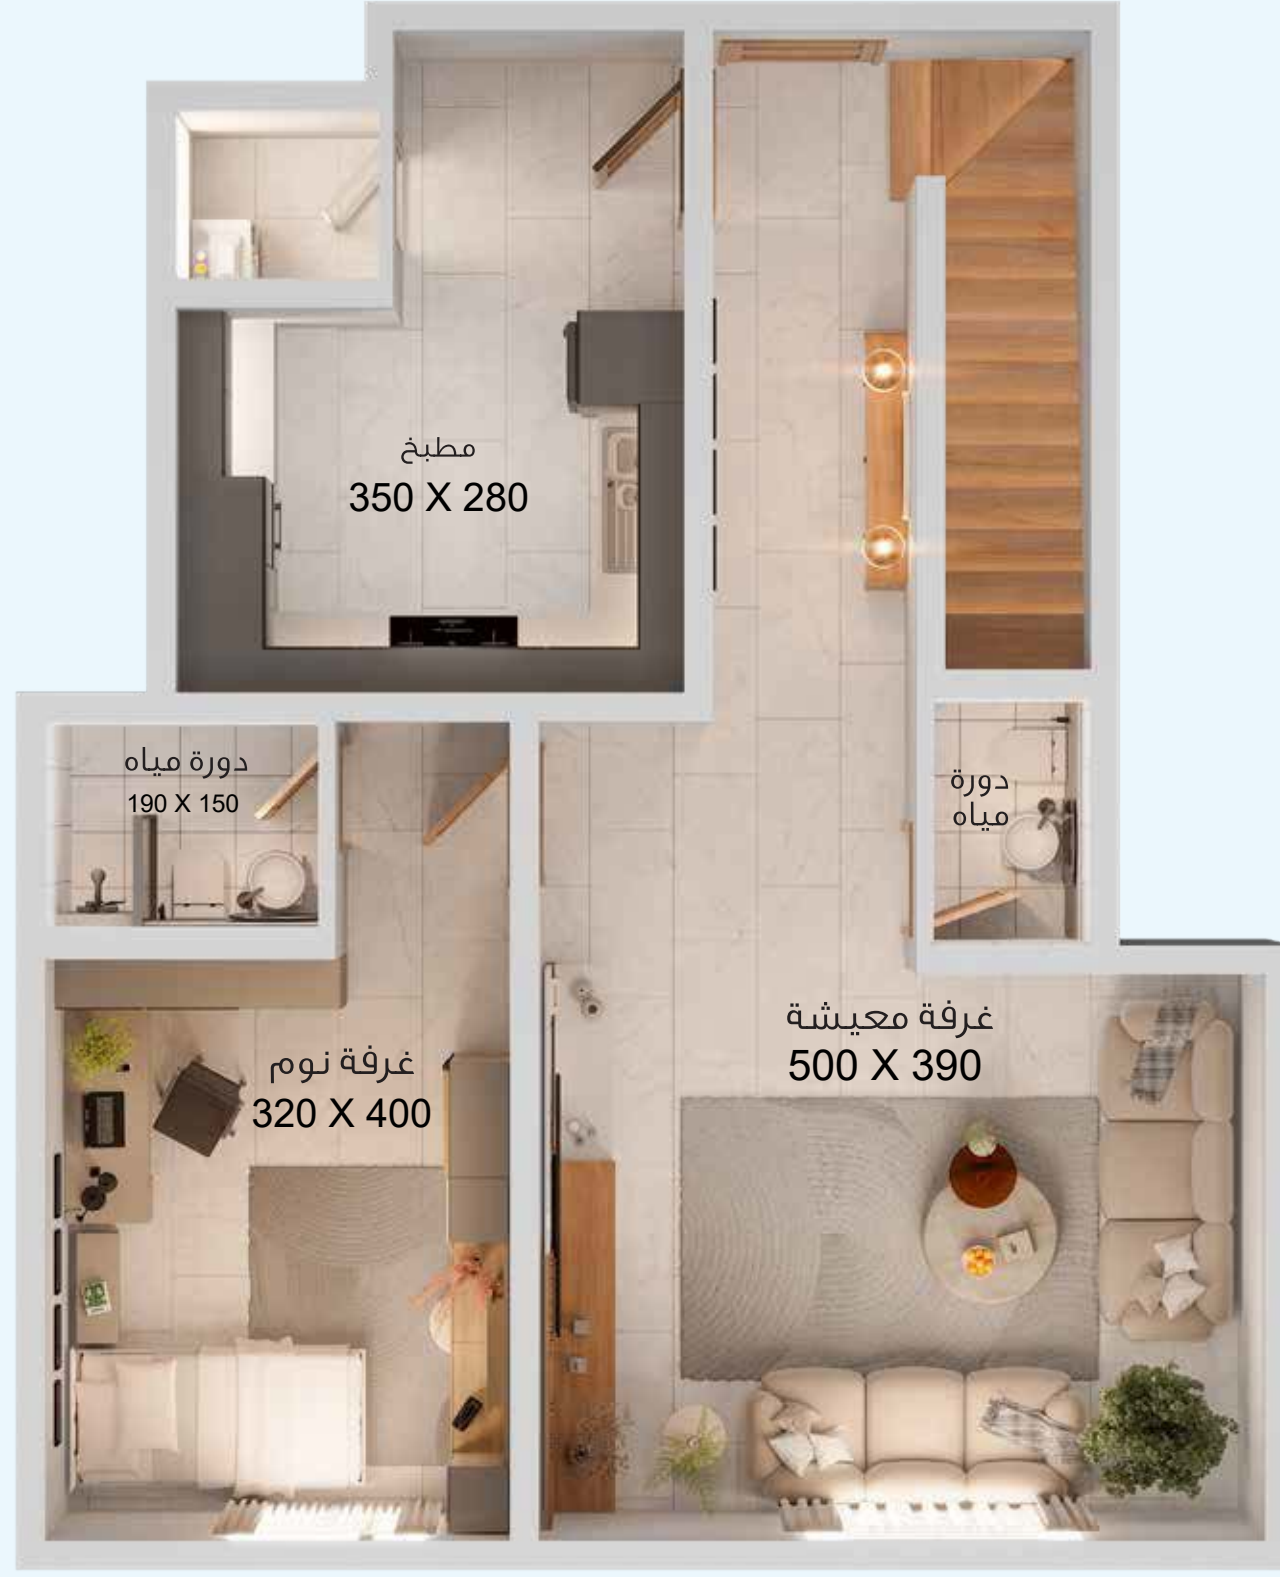 مطبخ
350 X 280
دورة مياه
190 X 150
دورة
مياه
غرفة معيشة
500 X 390
غرفة نوم
320 X 400